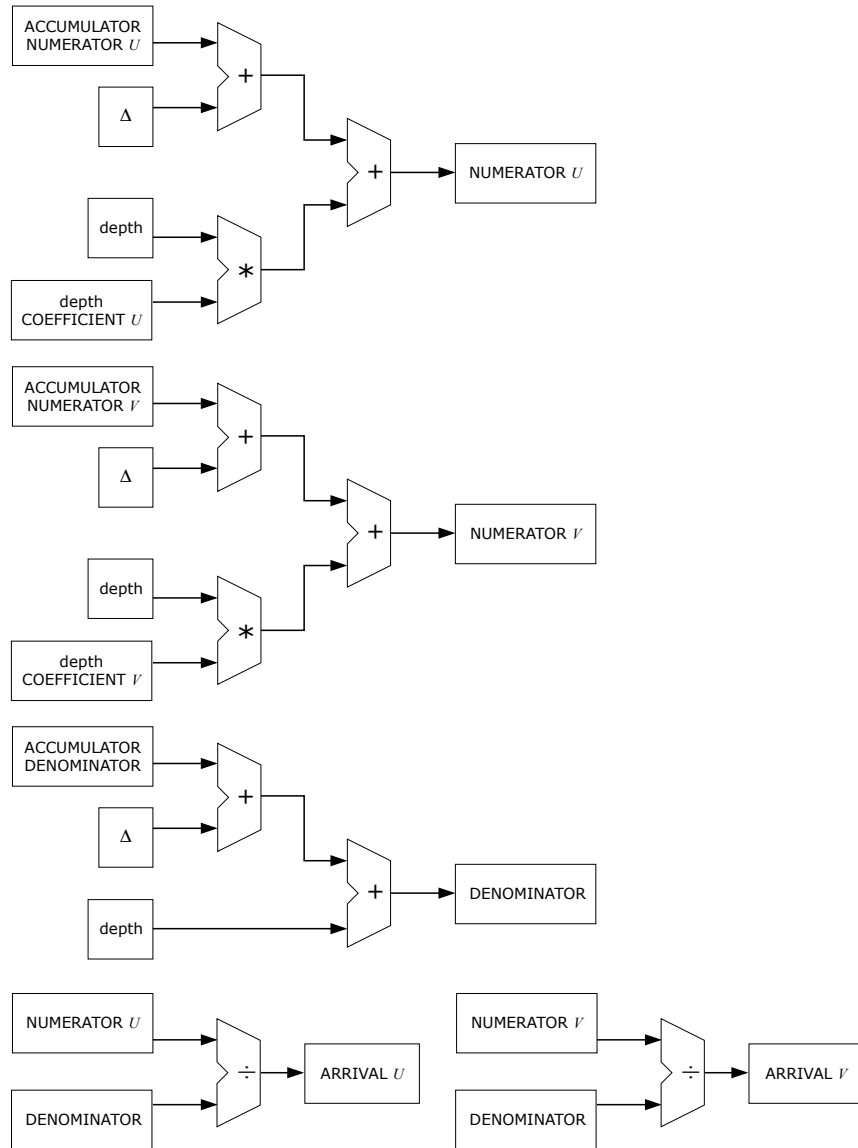 ACCUMULATOR
NUMERATOR U
+
Δ
+
NUMERATOR U
depth
*
depth
COEFFICIENT U
ACCUMULATOR
NUMERATOR V
+
Δ
+
NUMERATOR V
depth
*
depth
COEFFICIENT V
ACCUMULATOR
DENOMINATOR
+
Δ
+
DENOMINATOR
depth
NUMERATOR U
÷
ARRIVAL U
DENOMINATOR
NUMERATOR V
÷
ARRIVAL V
DENOMINATOR